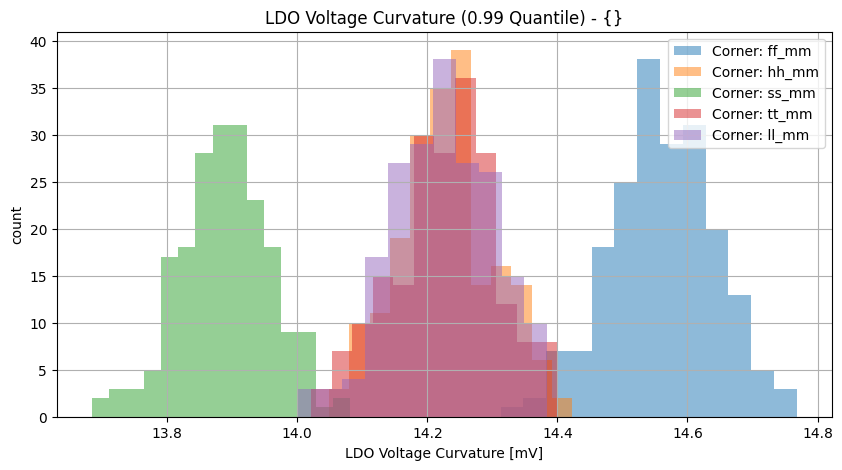 LDO Voltage Curvature (0.99 Quantile) - {}
40
35
30
25
20
15
10
5
0
count
Corner: ff_mm
Corner: hh_mm
Corner: ss_mm
Corner: tt_mm
Corner: ll_mm
13.8 14.0 14.2 14.4 14.6 14.8
LDO Voltage Curvature [mV]